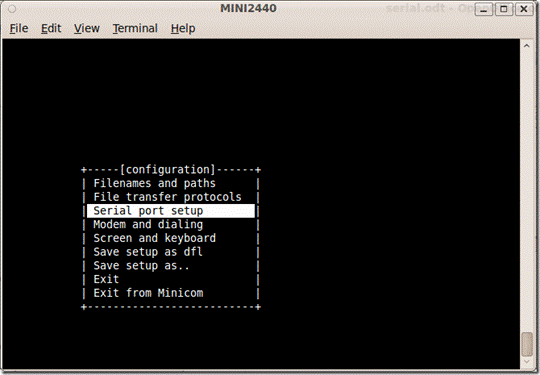 MINI2440
serial.odt - Ope
File Edit View Terminal Help
+-----[configuration]------+
| Filenames and paths      |
| File transfer protocols  |
| Serial port setup        |
| Modem and dialing        |
| Screen and keyboard      |
| Save setup as dfl        |
| Save setup as..          |
| Exit                     |
| Exit from Minicom        |
+--------------------------+